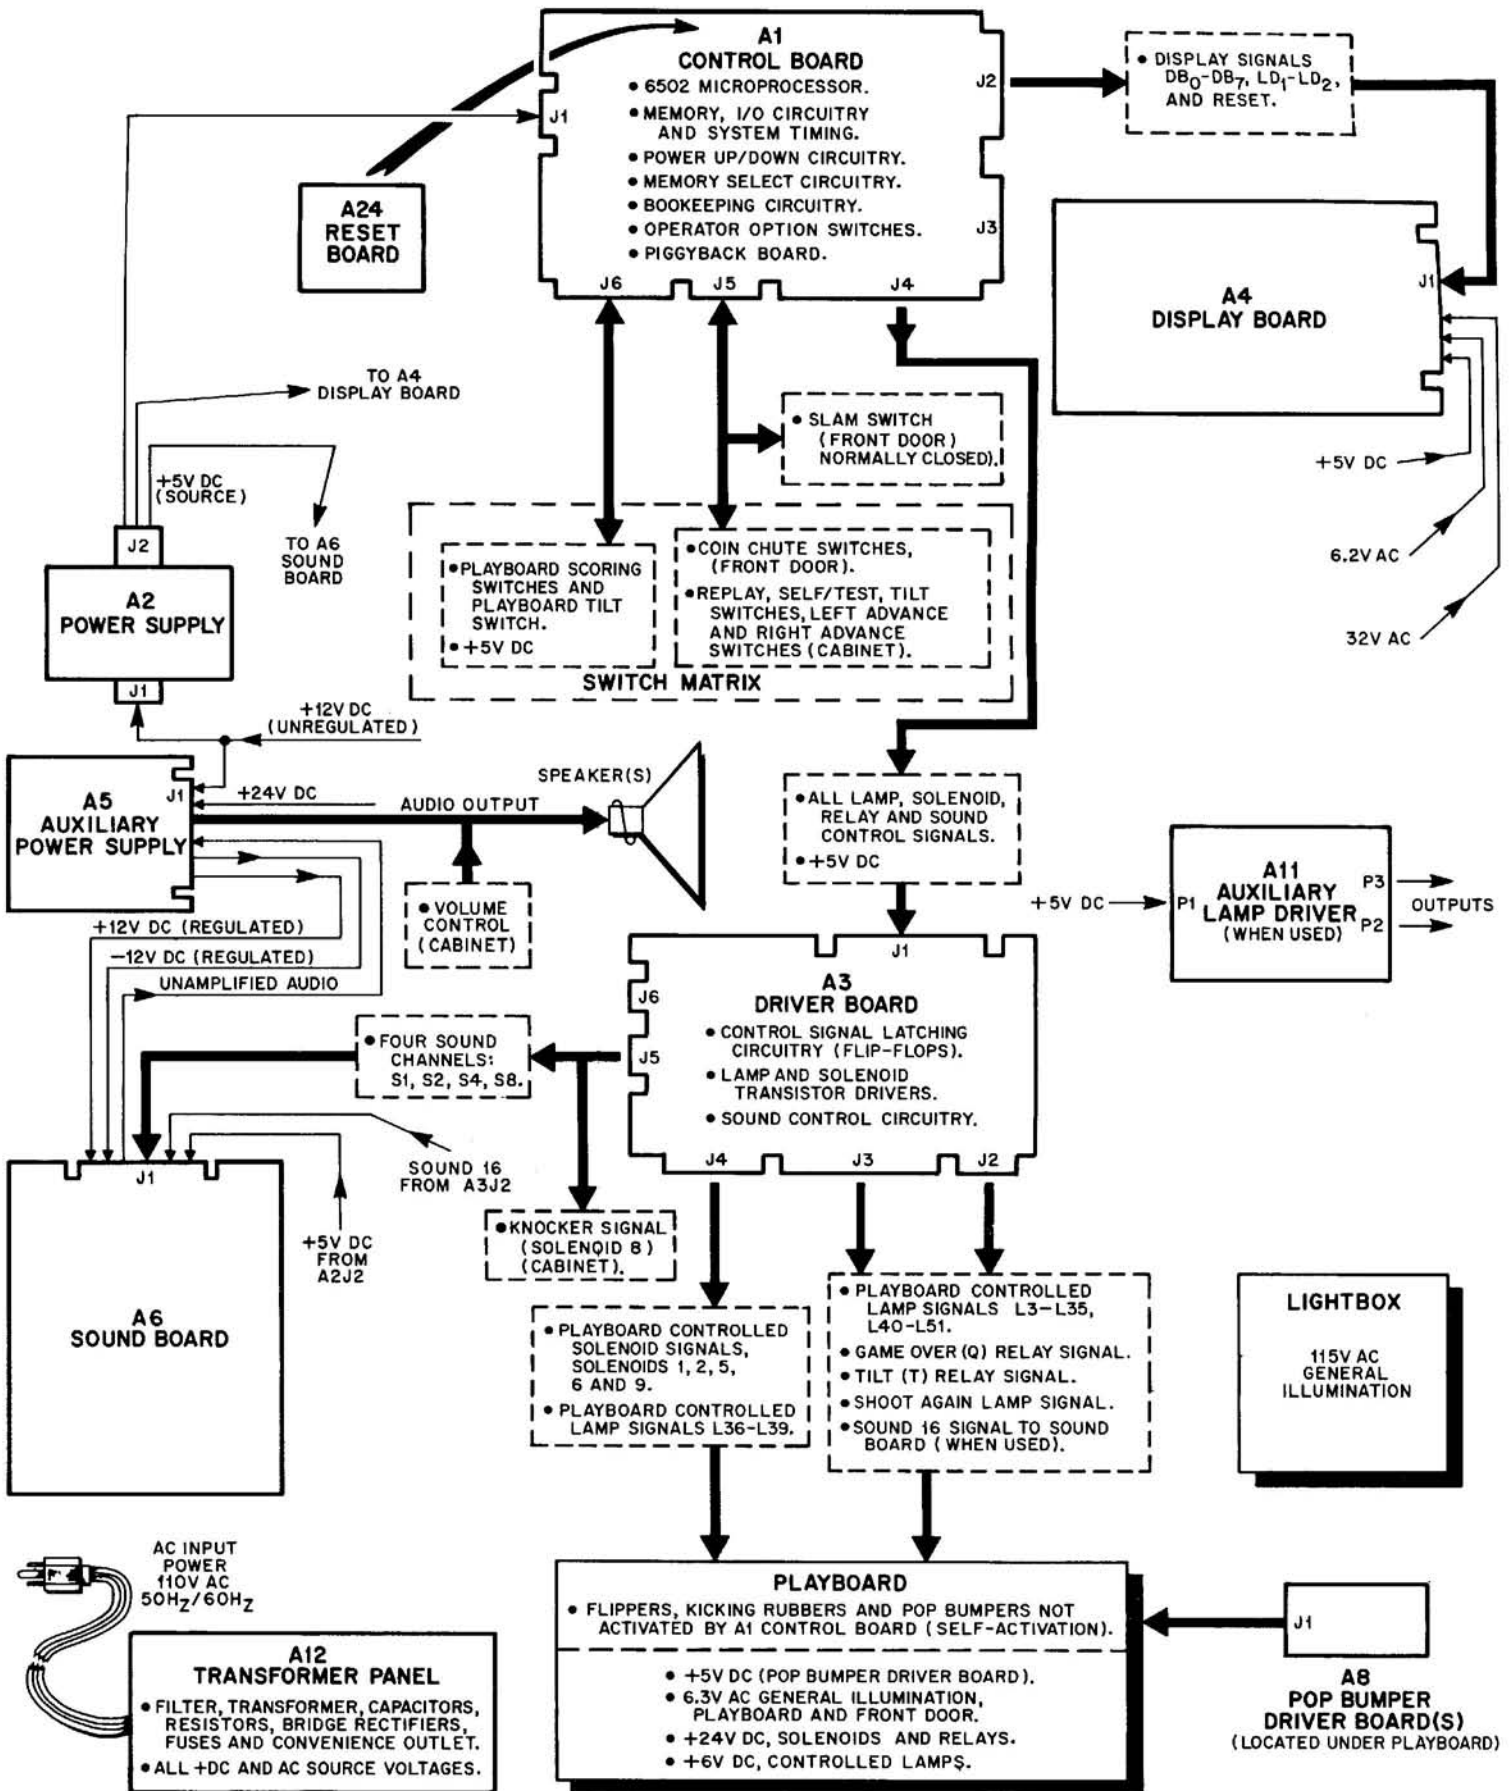 A1
CONTROL BOARD
• 6502 MICROPROCESSOR.
• MEMORY, I/O CIRCUITRY
AND SYSTEM TIMING.
• POWER UP/DOWN CIRCUITRY.
• MEMORY SELECT CIRCUITRY.
• BOOKEEPING CIRCUITRY.
• OPERATOR OPTION SWITCHES.
• PIGGYBACK BOARD.
J1
J2
J3
J6
J5
J4
• DISPLAY SIGNALS
DB0-DB7, LD1-LD2,
AND RESET.
A24
RESET
BOARD
A4
DISPLAY BOARD
J1
+5V DC
6.2V AC
32V AC
TO A4
DISPLAY BOARD
+5V DC
(SOURCE)
TO A6
SOUND
BOARD
J2
A2
POWER SUPPLY
J1
• SLAM SWITCH
(FRONT DOOR)
NORMALLY CLOSED).
• PLAYBOARD SCORING
SWITCHES AND
PLAYBOARD TILT
SWITCH.
• +5V DC
• COIN CHUTE SWITCHES,
(FRONT DOOR).
• REPLAY, SELF/TEST, TILT
SWITCHES, LEFT ADVANCE
AND RIGHT ADVANCE
SWITCHES (CABINET).
SWITCH MATRIX
+12V DC
(UNREGULATED)
A5
AUXILIARY
POWER SUPPLY
J1
+24V DC
AUDIO OUTPUT
SPEAKER(S)
• VOLUME
CONTROL
(CABINET)
+12V DC (REGULATED)
−12V DC (REGULATED)
UNAMPLIFIED AUDIO
• ALL LAMP, SOLENOID,
RELAY AND SOUND
CONTROL SIGNALS.
• +5V DC
+5V DC
P1
A11
AUXILIARY
LAMP DRIVER
(WHEN USED)
P3
P2
OUTPUTS
J1
A3
DRIVER BOARD
• CONTROL SIGNAL LATCHING
CIRCUITRY (FLIP-FLOPS).
• LAMP AND SOLENOID
TRANSISTOR DRIVERS.
• SOUND CONTROL CIRCUITRY.
J6
J5
J4
J3
J2
• FOUR SOUND
CHANNELS:
S1, S2, S4, S8.
SOUND 16
FROM A3J2
+5V DC
FROM
A2J2
J1
A6
SOUND BOARD
• KNOCKER SIGNAL
(SOLENOID 8)
(CABINET).
• PLAYBOARD CONTROLLED
SOLENOID SIGNALS,
SOLENOIDS 1, 2, 5,
6 AND 9.
• PLAYBOARD CONTROLLED
LAMP SIGNALS L36-L39.
• PLAYBOARD CONTROLLED
LAMP SIGNALS L3-L35,
L40-L51.
• GAME OVER (Q) RELAY SIGNAL.
• TILT (T) RELAY SIGNAL.
• SHOOT AGAIN LAMP SIGNAL.
• SOUND 16 SIGNAL TO SOUND
BOARD (WHEN USED).
LIGHTBOX
115V AC
GENERAL
ILLUMINATION
AC INPUT
POWER
110V AC
50HZ/60HZ
A12
TRANSFORMER PANEL
• FILTER, TRANSFORMER, CAPACITORS,
RESISTORS, BRIDGE RECTIFIERS,
FUSES AND CONVENIENCE OUTLET.
• ALL +DC AND AC SOURCE VOLTAGES.
PLAYBOARD
• FLIPPERS, KICKING RUBBERS AND POP BUMPERS NOT
ACTIVATED BY A1 CONTROL BOARD (SELF-ACTIVATION).
• +5V DC (POP BUMPER DRIVER BOARD).
• 6.3V AC GENERAL ILLUMINATION,
PLAYBOARD AND FRONT DOOR.
• +24V DC, SOLENOIDS AND RELAYS.
• +6V DC, CONTROLLED LAMPS.
J1
A8
POP BUMPER
DRIVER BOARD(S)
(LOCATED UNDER PLAYBOARD)